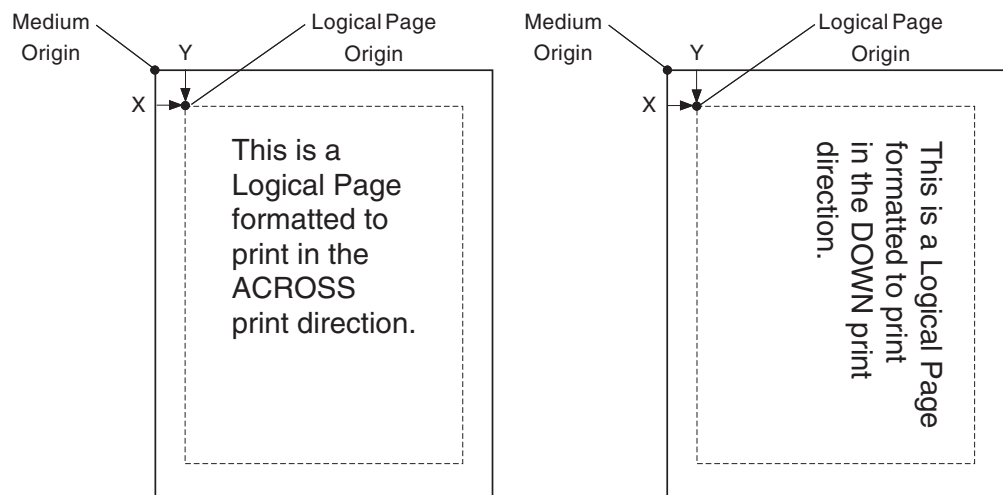 Medium
Origin
Logical Page
Origin
Y
X
This is a
Logical Page
formatted to
print in the
ACROSS
print direction.
Medium
Origin
Logical Page
Origin
Y
X
This is a Logical Page
formatted to print
in the DOWN print
direction.